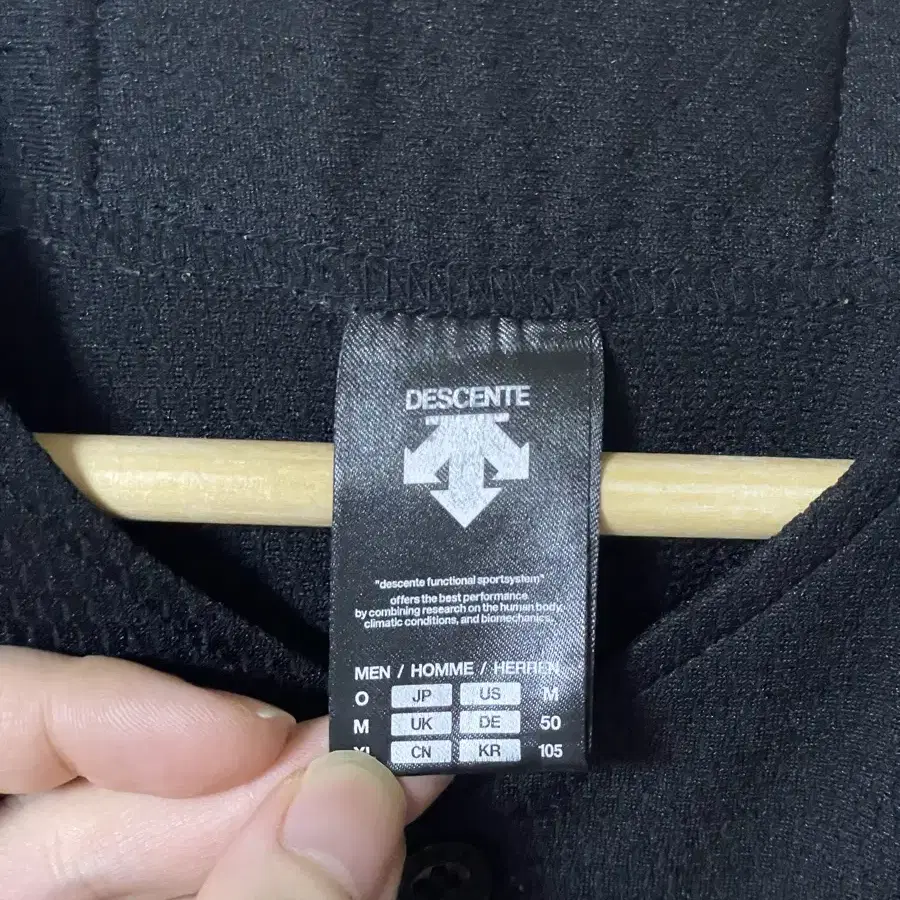 DESCENTE
"descente functional sportsystem"
offers the best performance
by combining research on the human body,
climatic conditions, and biomechanics.
MEN / HOMME / HERREN
O JP US M
M UK DE 50
XL CN KR 105